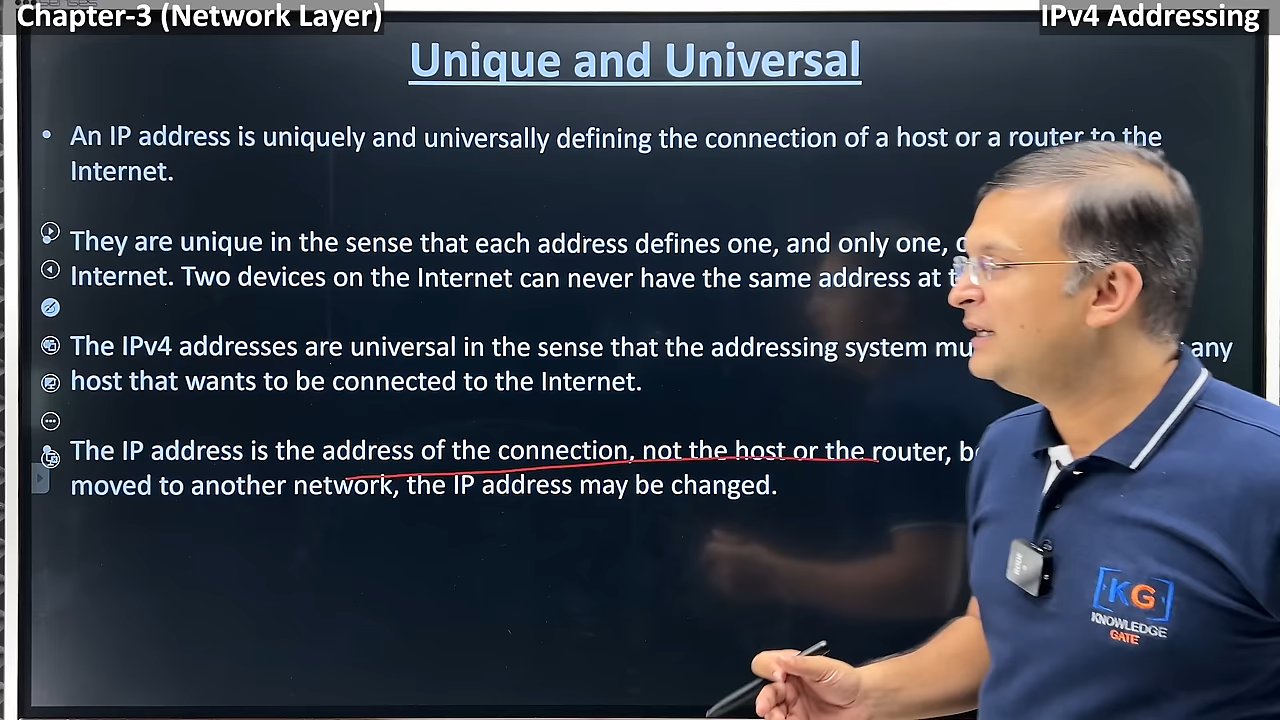 Chapter-3 (Network Layer)
IPv4 Addressing
Unique and Universal
• An IP address is uniquely and universally defining the connection of a host or a router to the
Internet.
They are unique in the sense that each address defines one, and only one,
Internet. Two devices on the Internet can never have the same address at
The IPv4 addresses are universal in the sense that the addressing system any
host that wants to be connected to the Internet.
The IP address is the address of the connection, not the host or the router,
moved to another network, the IP address may be changed.
KG
KNOWLEDGE
GATE